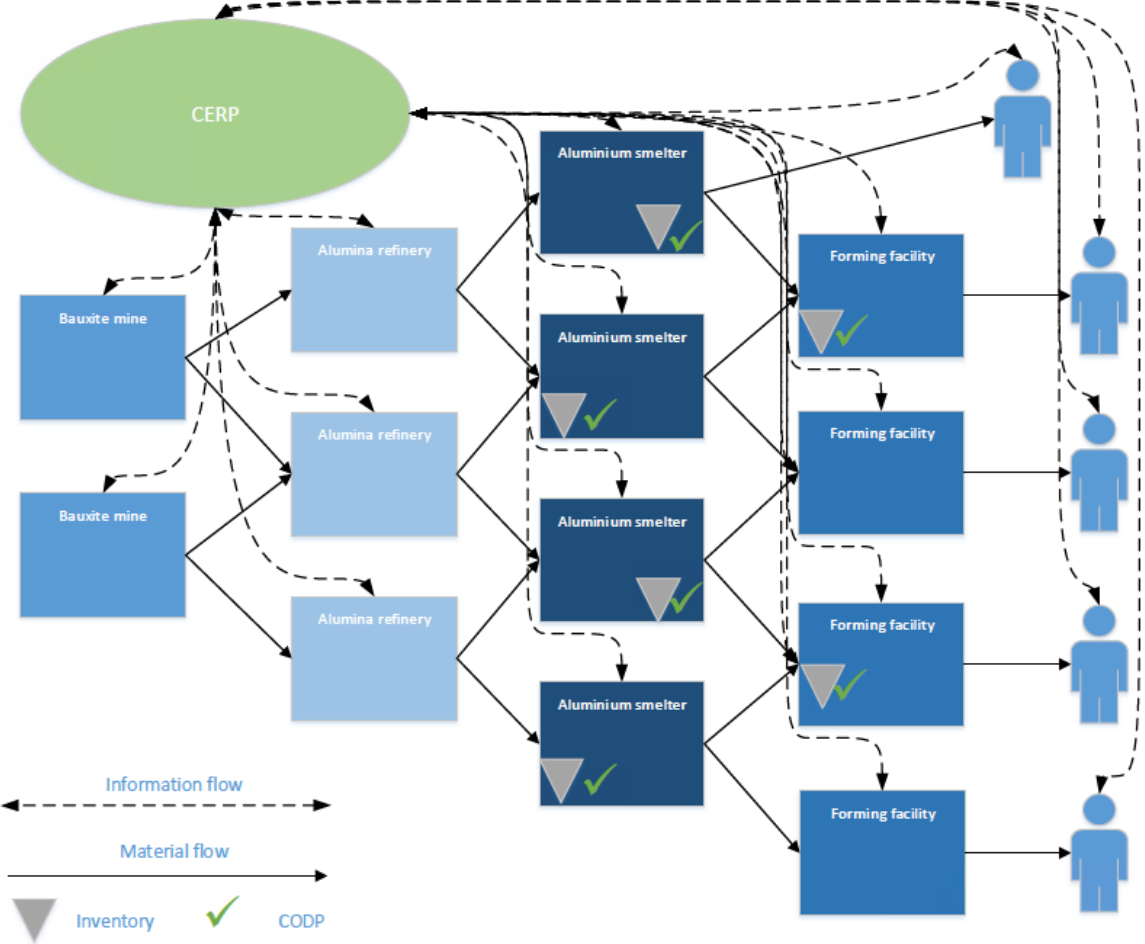 CERP
Aluminium smelter
Alumina refinery
Forming facility
Bauxite mine
Aluminium smelter
Alumina refinery
Forming facility
Bauxite mine
Aluminium smelter
Alumina refinery
Forming facility
Aluminium smelter
Forming facility
Information flow
Material flow
Inventory
CODP